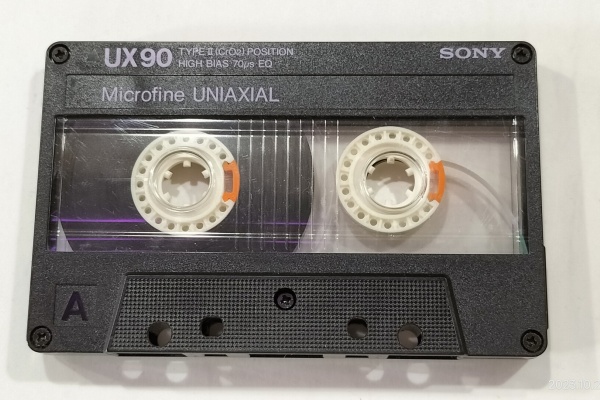 UX90 TYPE II (CrO₂) POSITION
HIGH BIAS 70µs EQ
SONY
Microfine UNIAXIAL
A